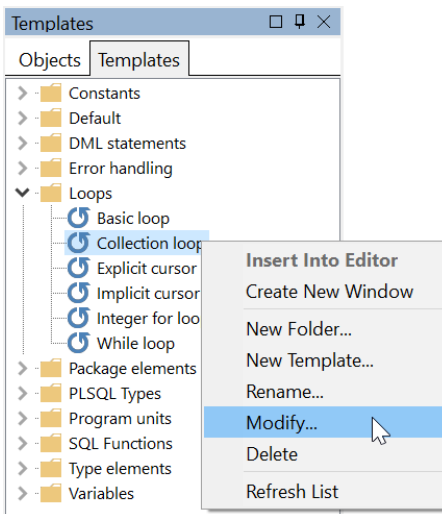 Templates
Objects Templates
Constants
Default
DML statements
Error handling
Loops
Basic loop
Collection loop
Explicit cursor
Implicit cursor
Integer for loo
While loop
Package elements
PLSQL Types
Program units
SQL Functions
Type elements
Variables
Insert Into Editor
Create New Window
New Folder...
New Template...
Rename...
Modify...
Delete
Refresh List